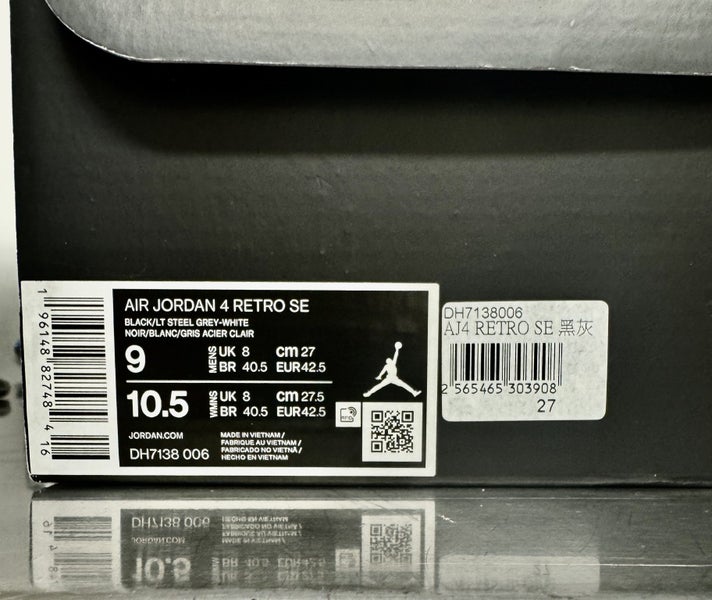 AIR JORDAN 4 RETRO SE
BLACK/LT STEEL GREY-WHITE
NOIR/BLANC/GRIS ACIER CLAIR
9 MENS UK 8 cm 27
BR 40.5 EUR 42.5
10.5 WMNS UK 8 cm 27.5
BR 40.5 EUR 42.5
RFID
JORDAN.COM
DH7138 006
MADE IN VIETNAM /
FABRIQUE AU VIETNAM /
FABRICADO NO VIETNÃ /
HECHO EN VIETNAM
1 96148 82748 4 16
DH7138006
AJ4 RETRO SE 黑灰
2 565465 303908
27